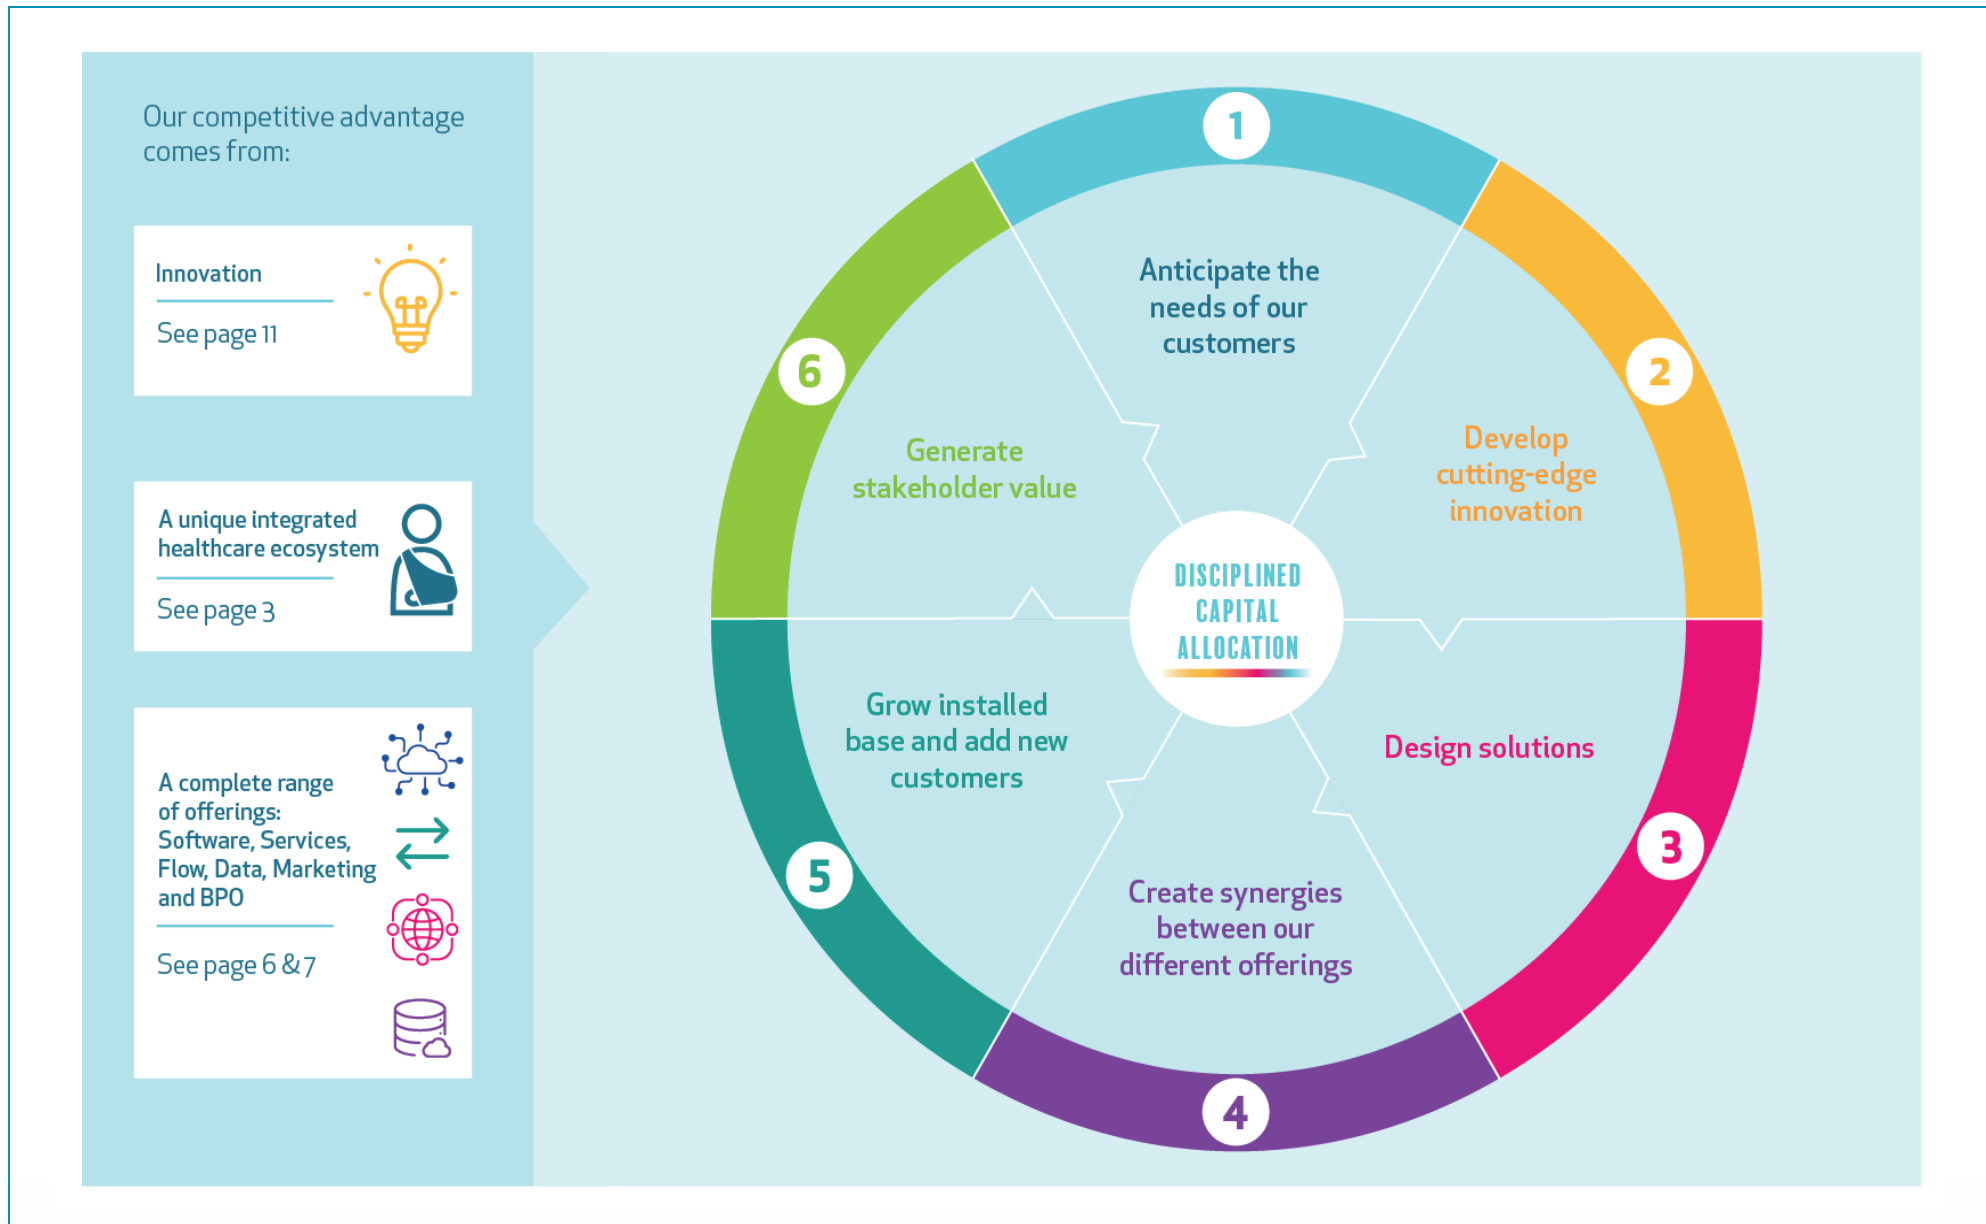 Our competitive advantage
comes from:
Innovation
See page 11
A unique integrated
healthcare ecosystem
See page 3
A complete range
of offerings:
Software, Services,
Flow, Data, Marketing
and BPO
See page 6 & 7
1
Anticipate the
needs of our
customers
2
Develop
cutting-edge
innovation
3
Design solutions
4
Create synergies
between our
different offerings
5
Grow installed
base and add new
customers
6
Generate
stakeholder value
DISCIPLINED
CAPITAL
ALLOCATION